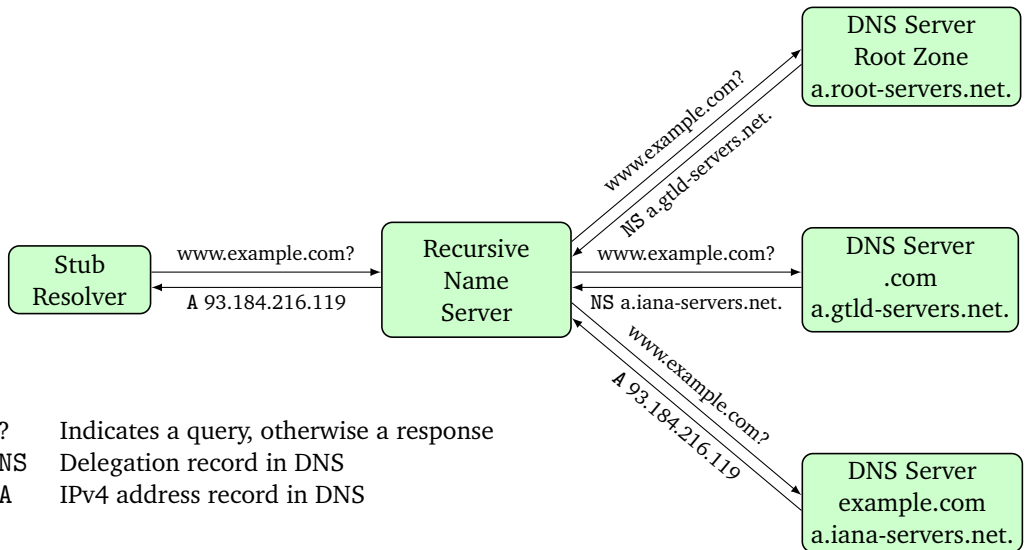 DNS Server
Root Zone
a.root-servers.net.
www.example.com?
NS a.gtld-servers.net.
Stub
Resolver
www.example.com?
A 93.184.216.119
Recursive
Name
Server
www.example.com?
NS a.iana-servers.net.
DNS Server
.com
a.gtld-servers.net.
www.example.com?
A 93.184.216.119
DNS Server
example.com
a.iana-servers.net.
? Indicates a query, otherwise a response
NS Delegation record in DNS
A IPv4 address record in DNS